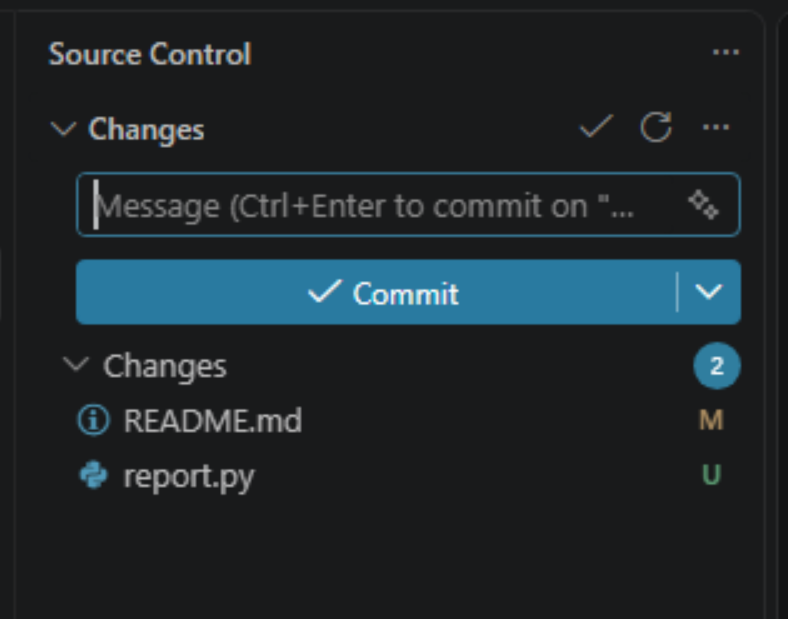 Source Control
Changes
Message (Ctrl+Enter to commit on "...
Commit
Changes 2
README.md M
report.py U